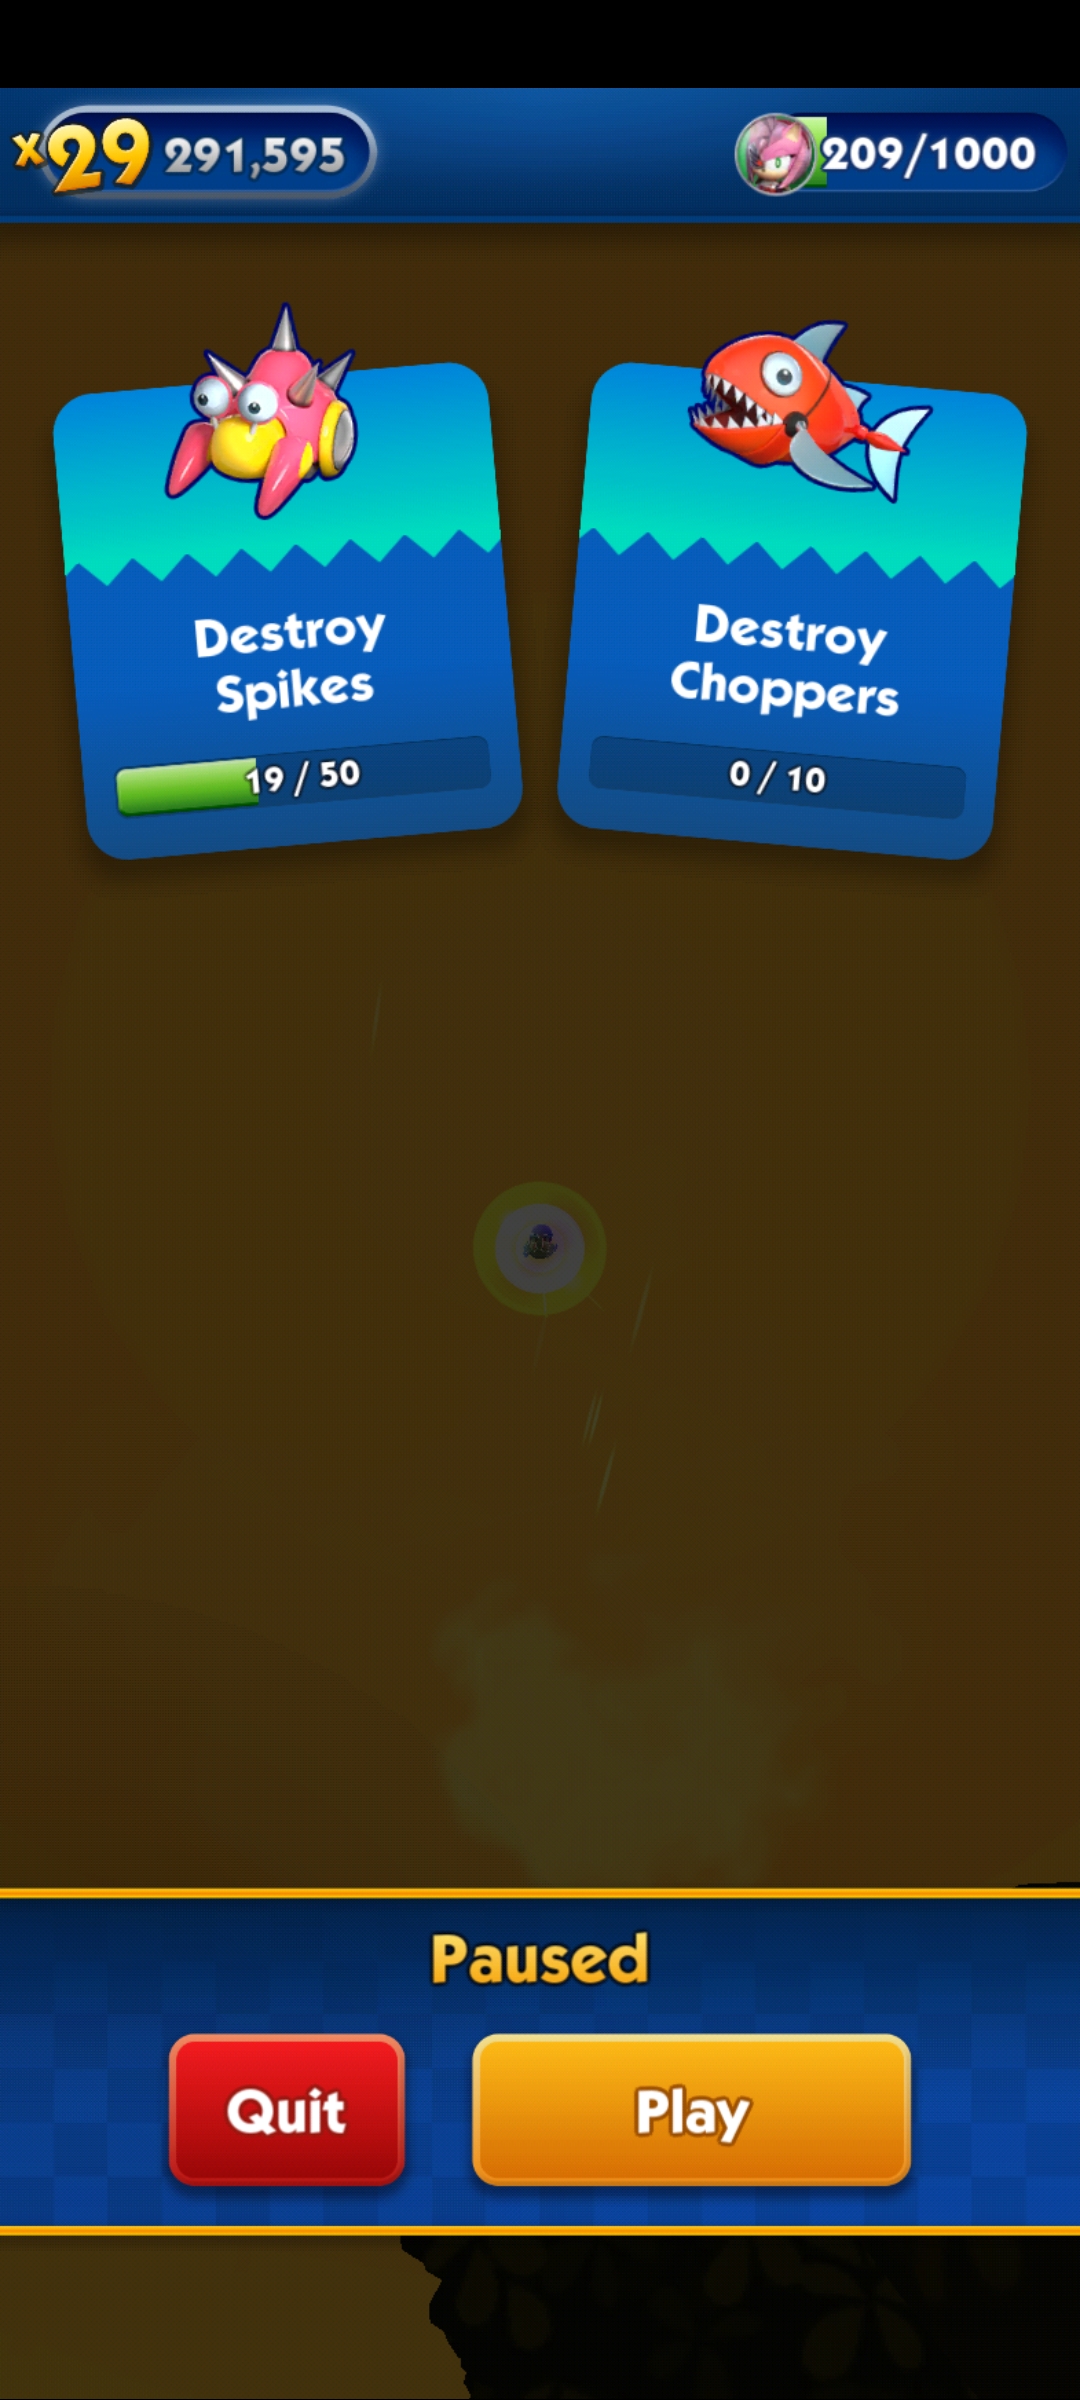 x29 291,595
209/1000
Destroy
Spikes
19 / 50
Destroy
Choppers
0 / 10
Paused
Quit
Play